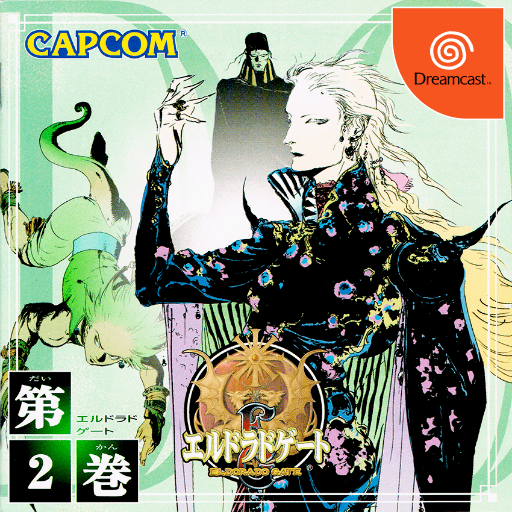 CAPCOM®
Dreamcast™
だい
第
エルドラド
ゲート
2
かん
巻
エルドラドゲート
ELDORADO GATE